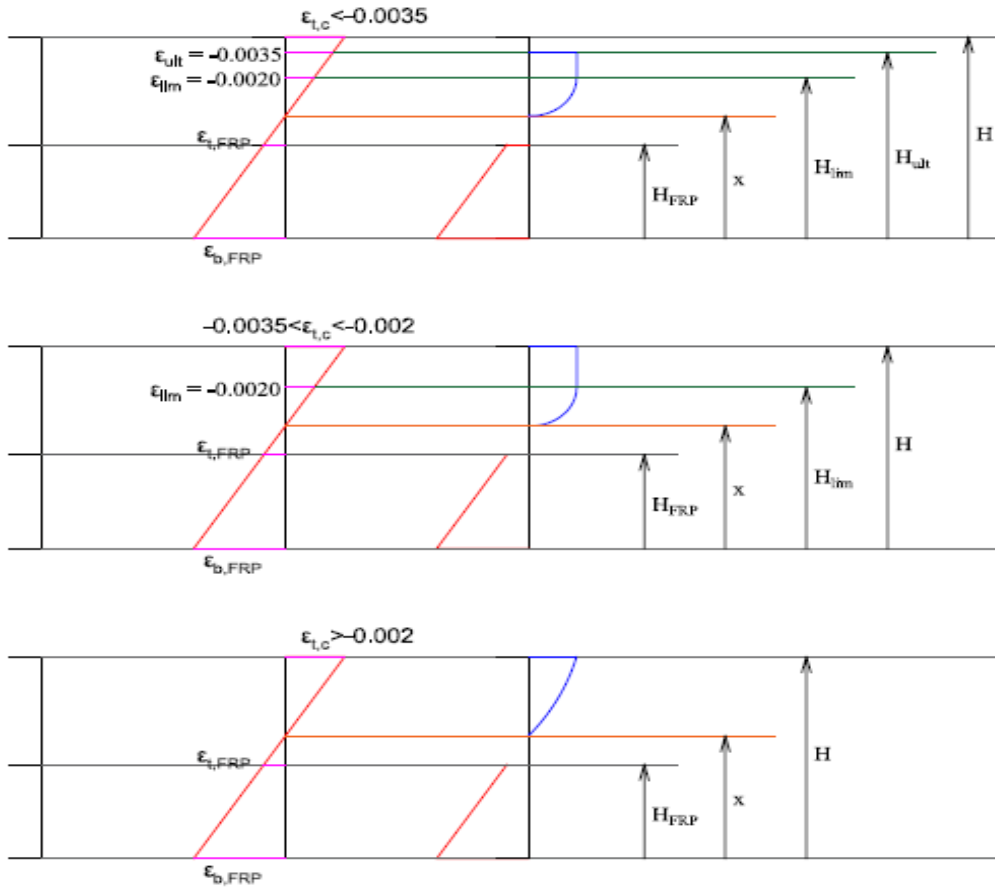 εt,c<-0.0035
εult = -0.0035
εlim = -0.0020
εt,FRP
εb,FRP
HFRP
x
Hlim
Hult
H
-0.0035<εt,c<-0.002
εlim = -0.0020
εt,FRP
εb,FRP
HFRP
x
Hlim
H
εt,c>-0.002
εt,FRP
εb,FRP
HFRP
x
H